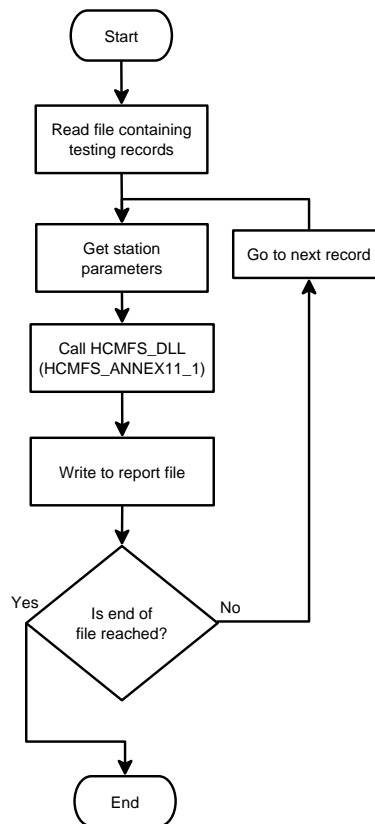 Start
Read file containing
testing records
Get station
parameters
Go to next record
Call HCMFS_DLL
(HCMFS_ANNEX11_1)
Write to report file
Yes
Is end of
file reached?
No
End